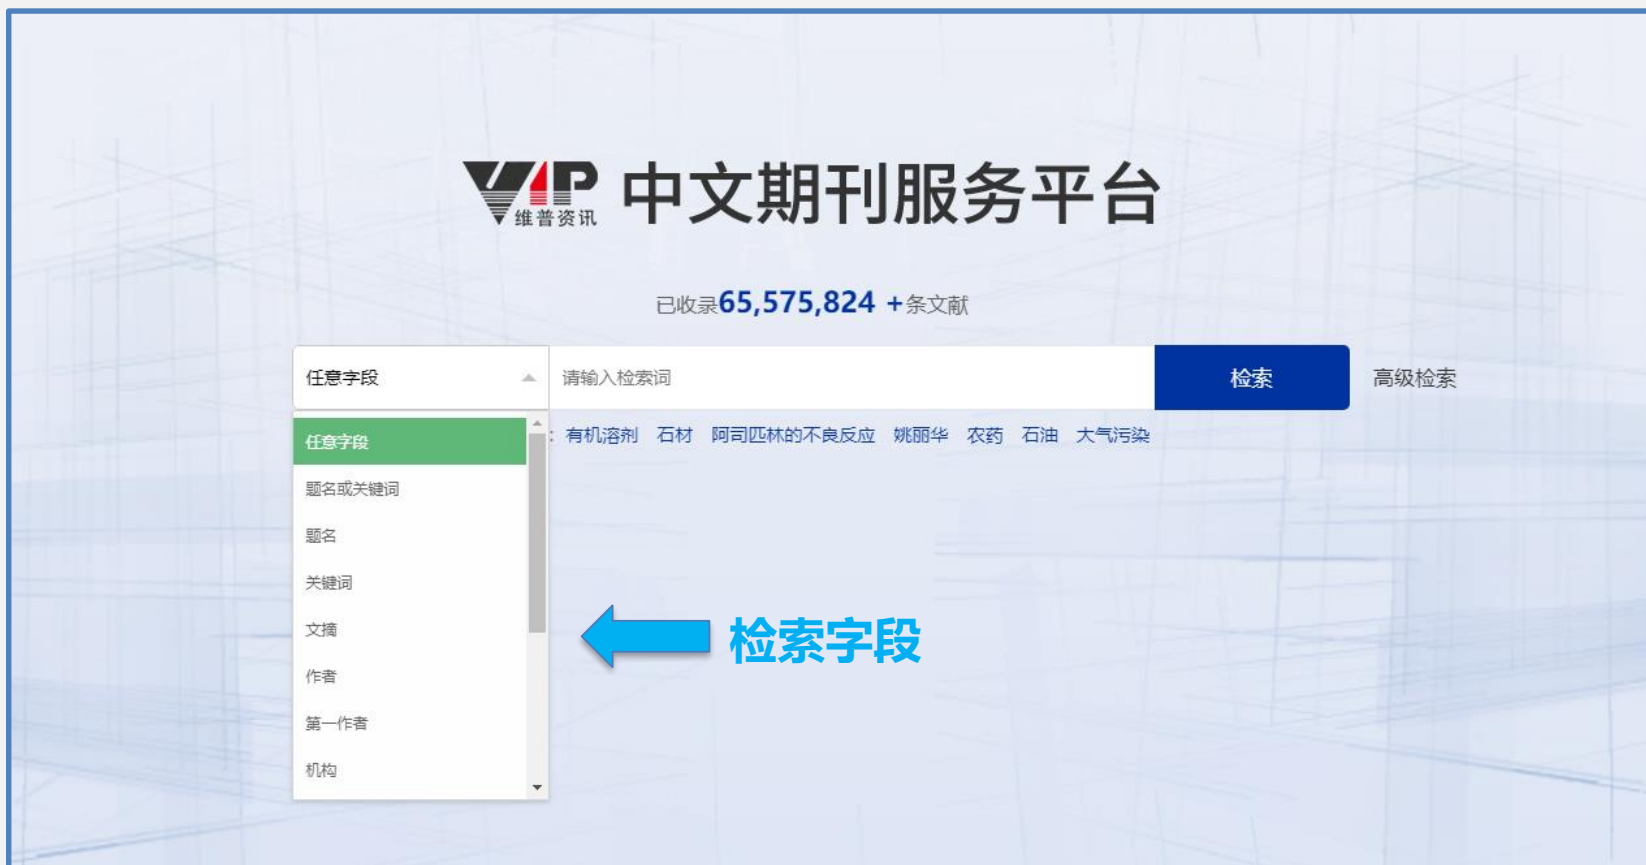 VIP 中文期刊服务平台
维普资讯
已收录65,575,824 +条文献
任意字段 请输入检索词 检索 高级检索
: 有机溶剂 石材 阿司匹林的不良反应 姚丽华 农药 石油 大气污染
任意字段
题名或关键词
题名
关键词
文摘
检索字段
作者
第一作者
机构